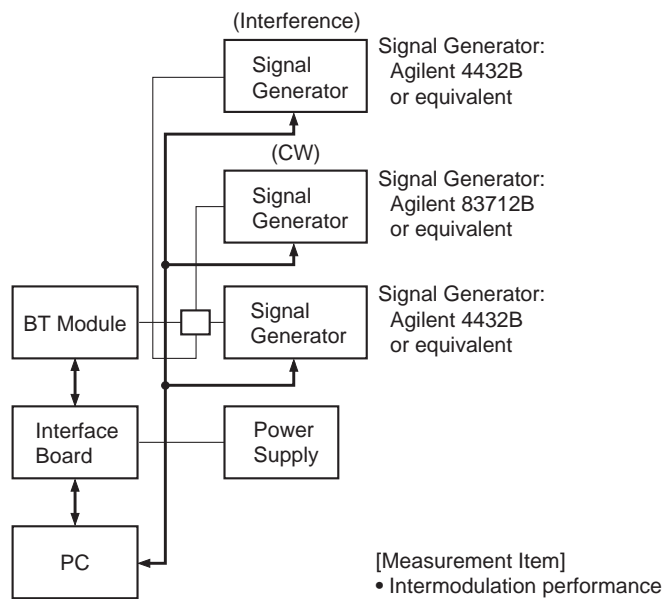 (Interference)
Signal
Generator
Signal Generator:
Agilent 4432B
or equivalent
(CW)
Signal
Generator
Signal Generator:
Agilent 83712B
or equivalent
BT Module
Signal
Generator
Signal Generator:
Agilent 4432B
or equivalent
Interface
Board
Power
Supply
PC
[Measurement Item]
• Intermodulation performance